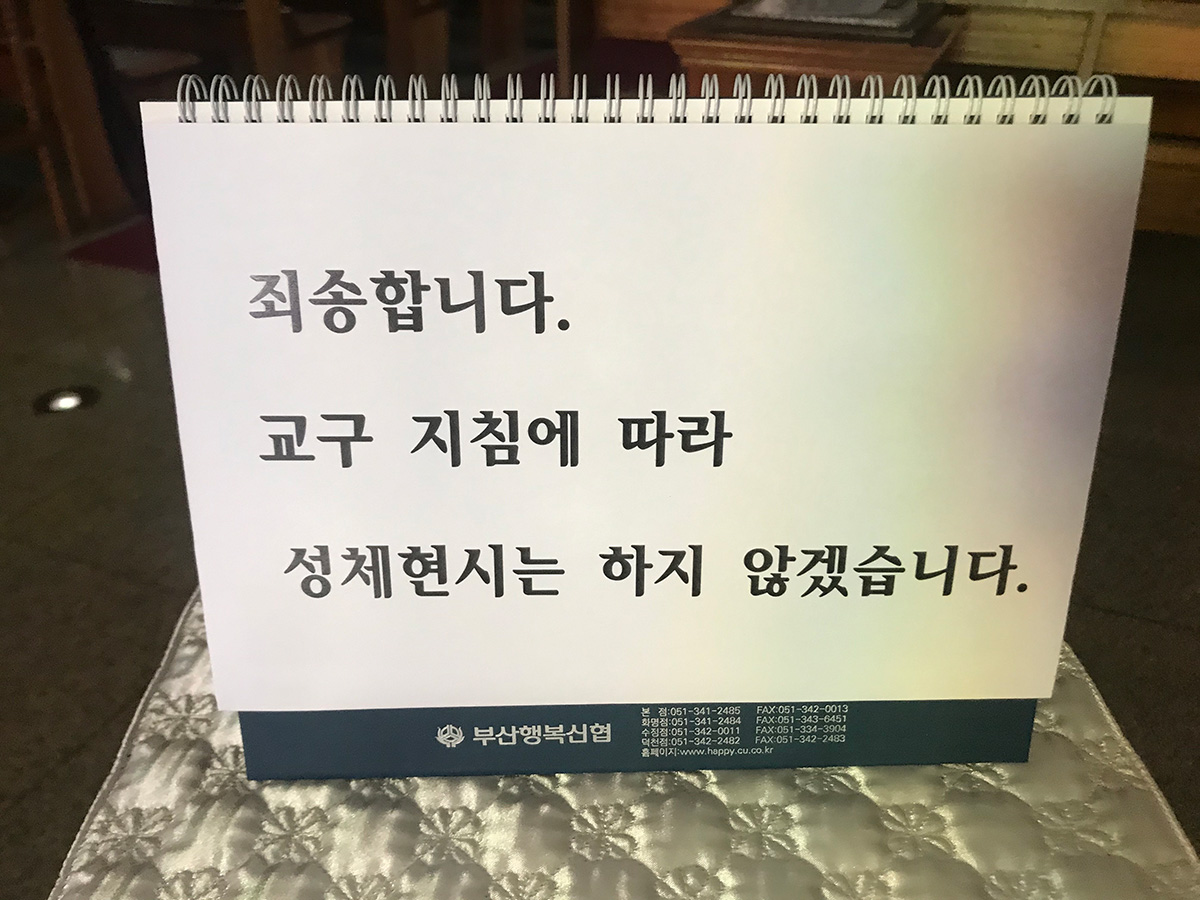 죄송합니다.
교구 지침에 따라
성체현시는 하지 않겠습니다.
부산행복신협
본 점:051-341-2485 FAX:051-342-0013
화명점:051-341-2484 FAX:051-343-6451
수정점:051-342-0011 FAX:051-334-3904
덕천점:051-342-2482 FAX:051-342-2483
홈페이지:www.happy.cu.co.kr